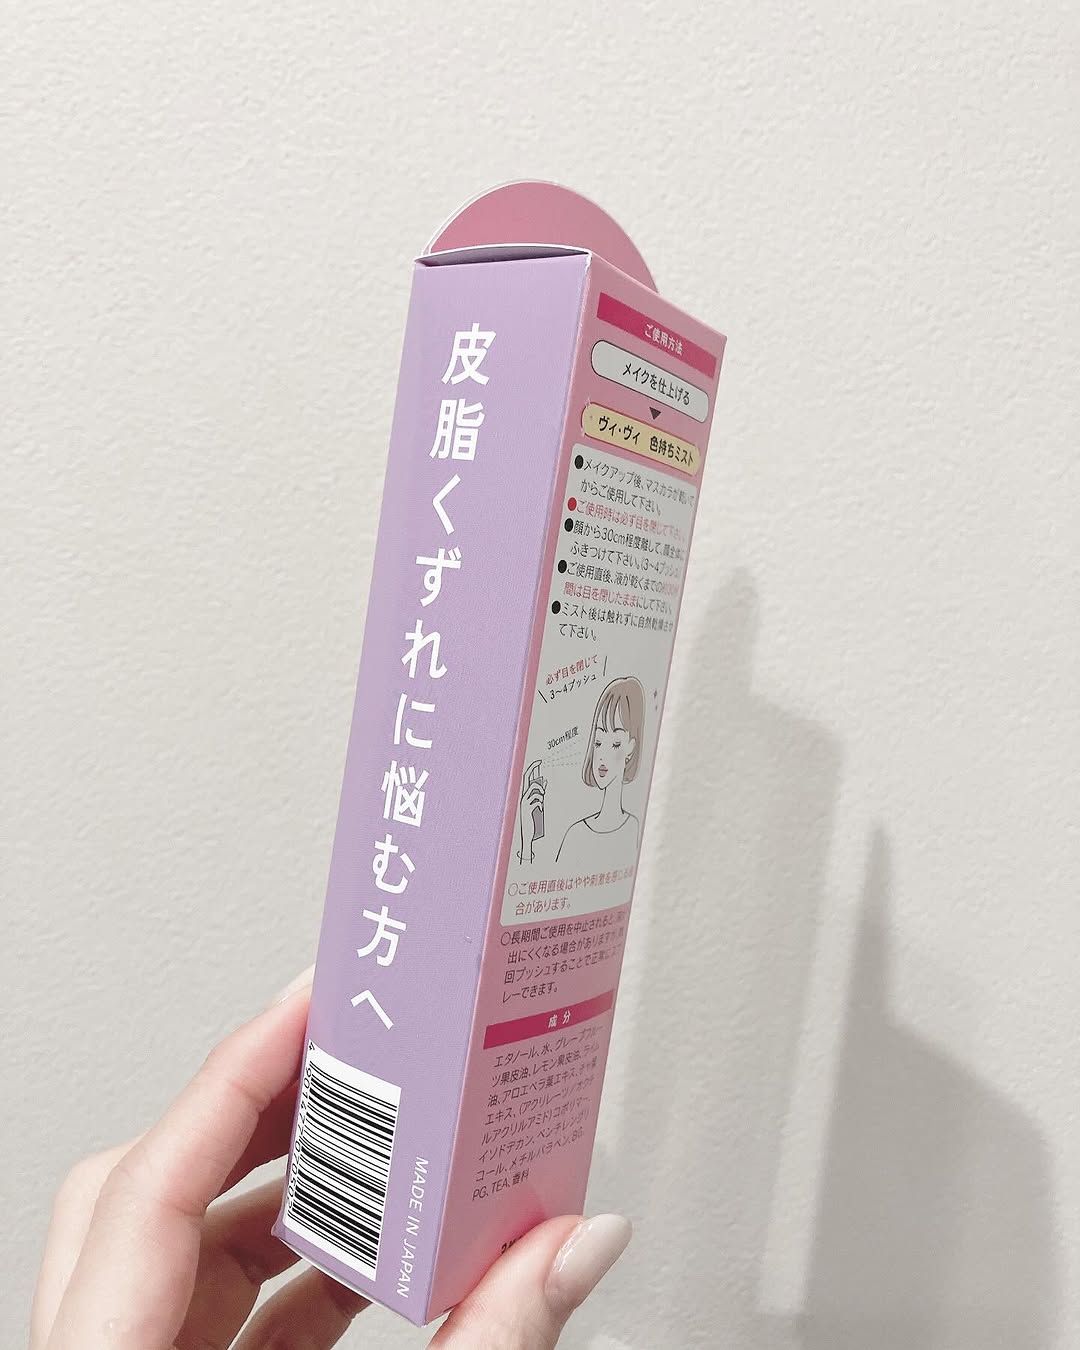 皮脂くずれに悩む方へ
MADE IN JAPAN
ご使用方法
メイクを仕上げる
ヴィ・ヴィ 色持ちミスト
●メイクアップ後、マスカラが乾いて
からご使用して下さい。
●ご使用時は必ず目を閉じて下さい。
●顔から30cm程度離して、顔全体に
ふきつけて下さい。(3～4プッシュ)
●ご使用直後、液が乾くまでの
間は目を閉じたままにして下さい。
●ミスト後は触れずに自然乾燥させ
て下さい。
必ず目を閉じて
3～4プッシュ
30cm程度
○ご使用直後はやや刺激を感じる場
合があります。
○長期間ご使用を中止されると、液が
出にくくなる場合がありますが、数
回プッシュすることで正常にスプ
レーできます。
成分
エタノール、水、グレープフルー
ツ果皮油、レモン果皮油、ライム
油、アロエベラ葉エキス、チャ葉
エキス、(アクリレーツ/オクチ
ルアクリルアミド)コポリマー、
イソドデカン、ペンチレングリ
コール、メチルパラベン、BG、
PG、TEA、香料